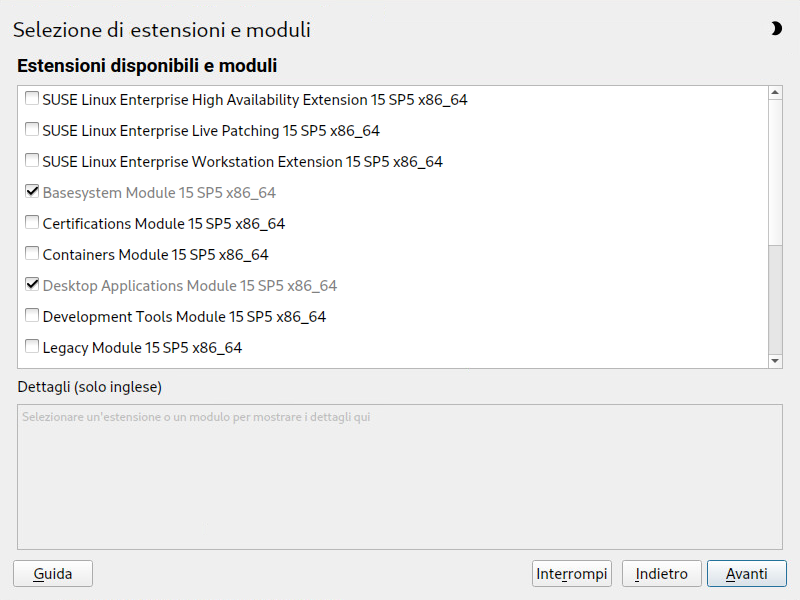 Selezione di estensioni e moduli
Estensioni disponibili e moduli
SUSE Linux Enterprise High Availability Extension 15 SP5 x86_64
SUSE Linux Enterprise Live Patching 15 SP5 x86_64
SUSE Linux Enterprise Workstation Extension 15 SP5 x86_64
Basesystem Module 15 SP5 x86_64
Certifications Module 15 SP5 x86_64
Containers Module 15 SP5 x86_64
Desktop Applications Module 15 SP5 x86_64
Development Tools Module 15 SP5 x86_64
Legacy Module 15 SP5 x86_64
Dettagli (solo inglese)
Selezionare un'estensione o un modulo per mostrare i dettagli qui
Guida Interrompi Indietro Avanti